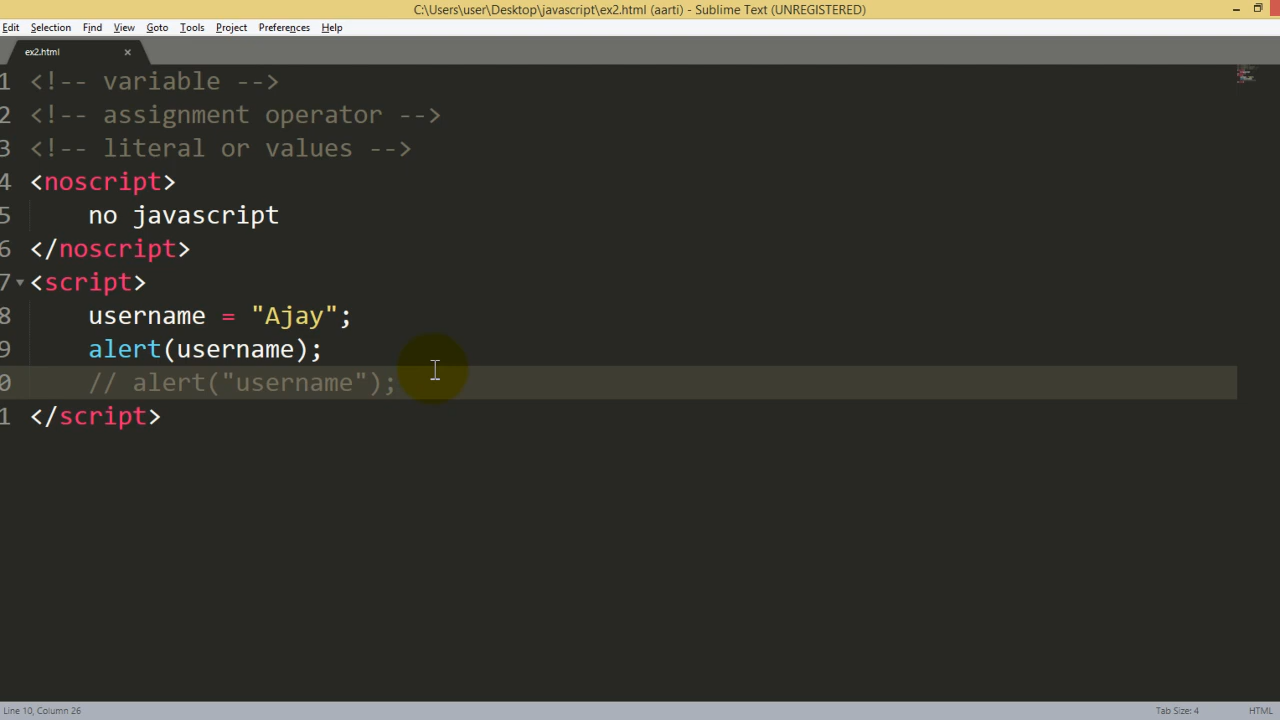 C:\Users\user\Desktop\javascript\ex2.html (aarti) - Sublime Text (UNREGISTERED)
Edit Selection Find View Goto Tools Project Preferences Help
ex2.html ×
1 <!-- variable -->
2 <!-- assignment operator -->
3 <!-- literal or values -->
4 <noscript>
5     no javascript
6 </noscript>
7 <script>
8     username = "Ajay";
9     alert(username);
0     // alert("username");
1 </script>
Line 10, Column 26 Tab Size: 4 HTML